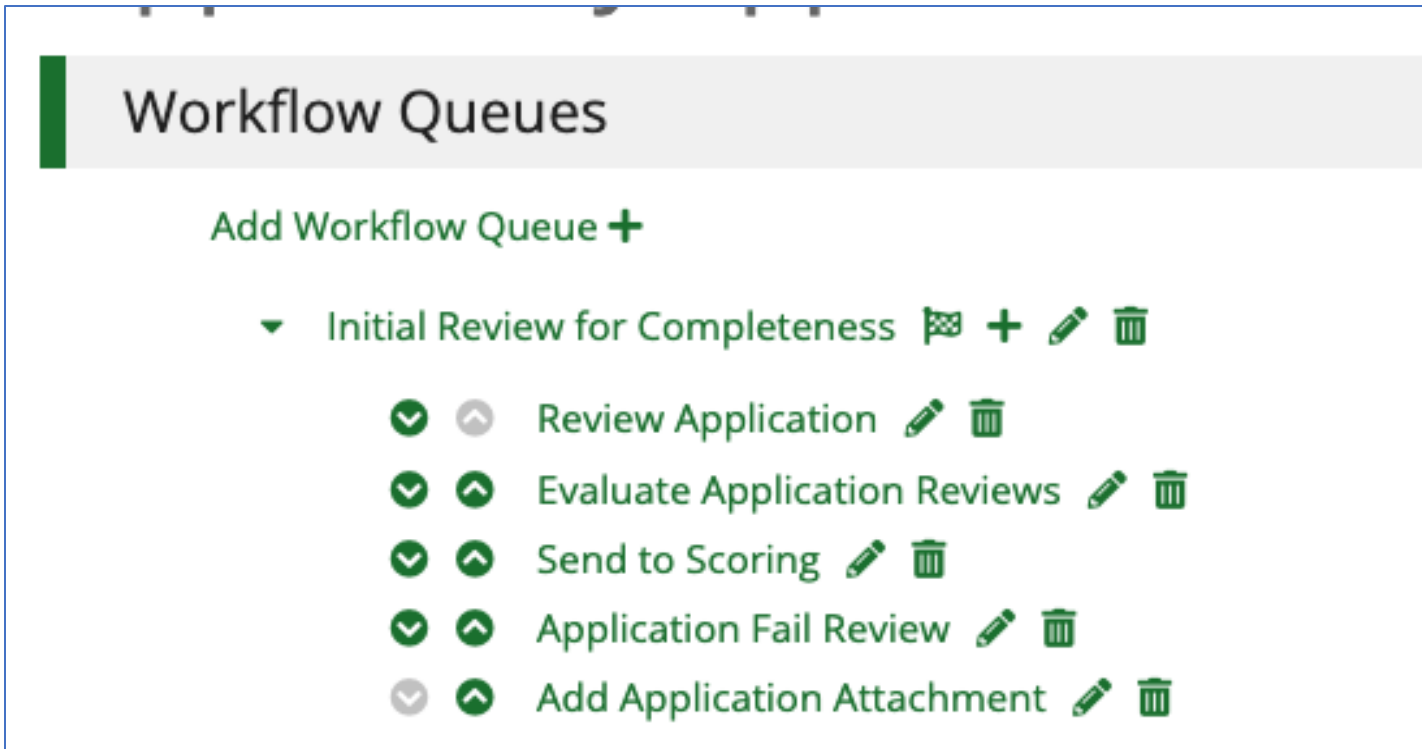 Workflow Queues
Add Workflow Queue
Initial Review for Completeness
Review Application
Evaluate Application Reviews
Send to Scoring
Application Fail Review
Add Application Attachment